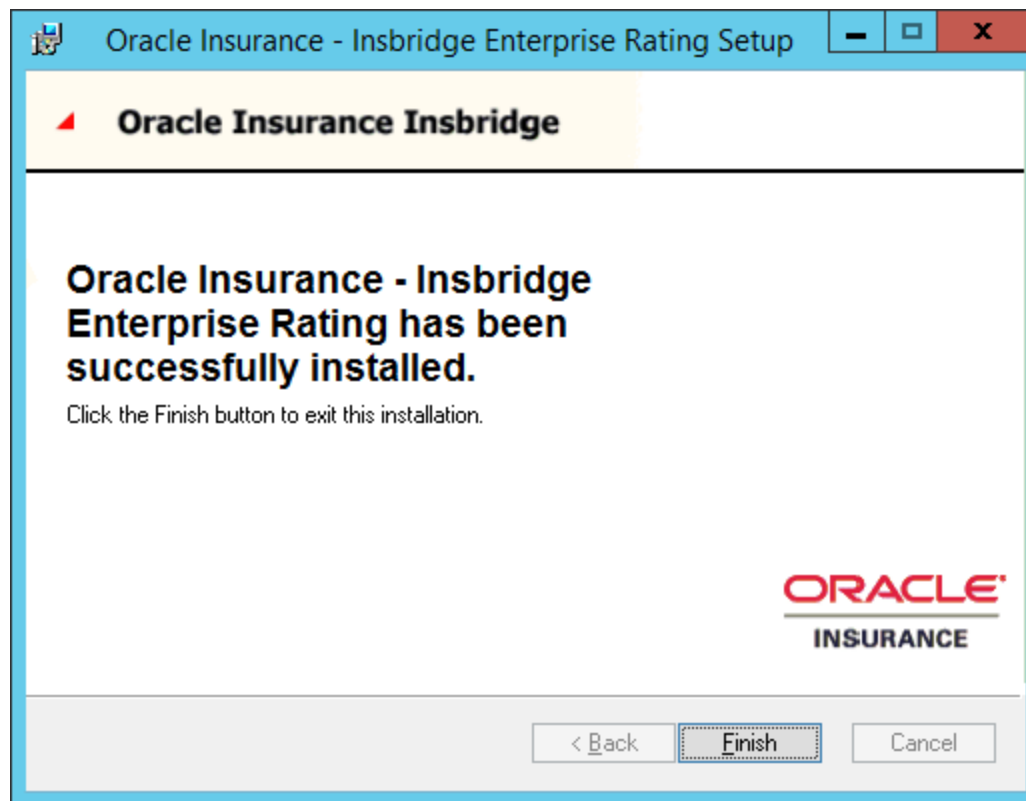 Oracle Insurance - Insbridge Enterprise Rating Setup
Oracle Insurance Insbridge
Oracle Insurance - Insbridge
Enterprise Rating has been
successfully installed.
Click the Finish button to exit this installation.
ORACLE
INSURANCE
< Back Finish Cancel